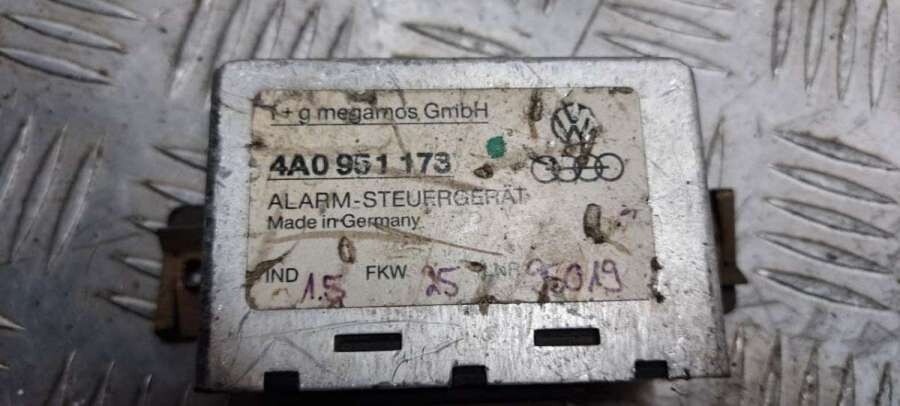 t+g megamos GmbH
4A0 951 173
ALARM-STEUERGERÄT
Made in Germany
IND 1.5 FKW 25 LNR 95019